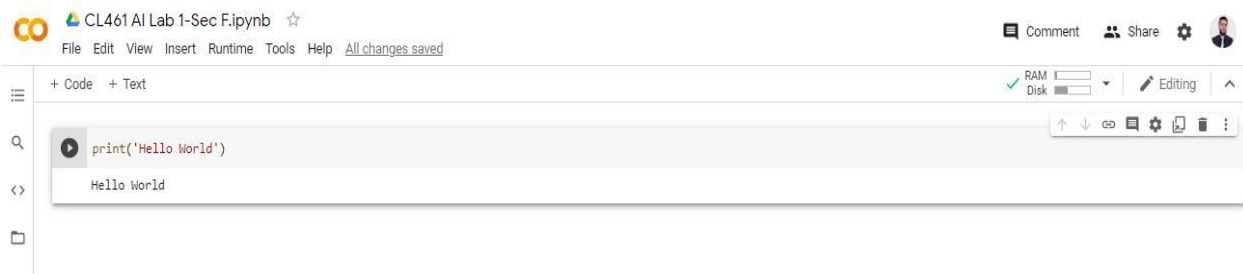 CL461 AI Lab 1-Sec F.ipynb
File Edit View Insert Runtime Tools Help All changes saved
Comment Share
+ Code + Text
RAM
Disk
Editing
print('Hello World')
Hello World